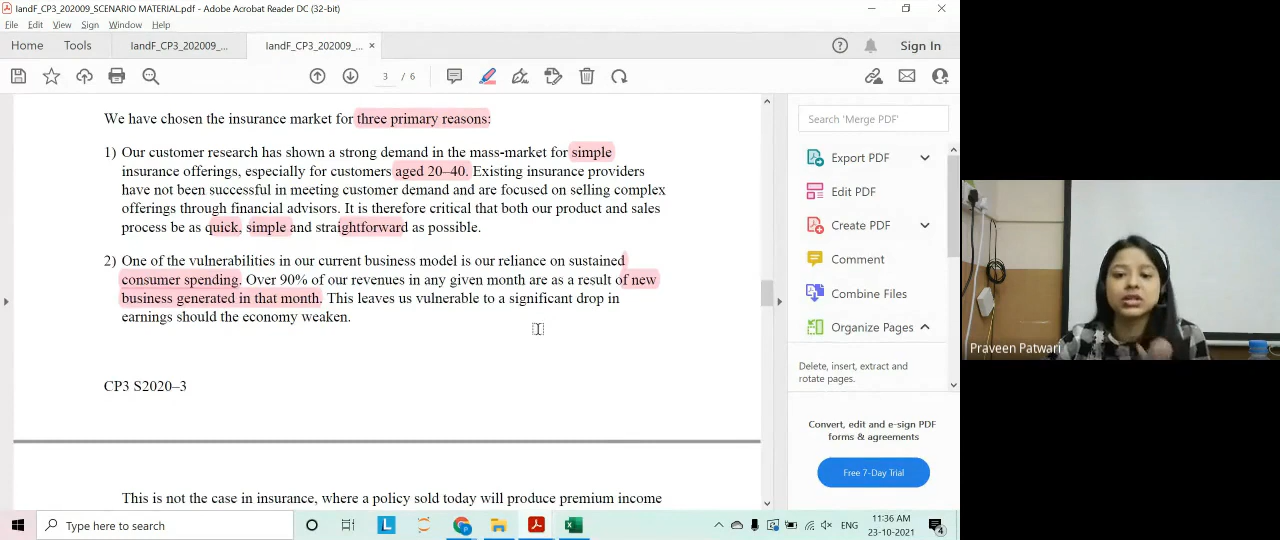 IandF_CP3_202009_SCENARIO MATERIAL.pdf - Adobe Acrobat Reader DC (32-bit)
File Edit View Sign Window Help
Home Tools IandF_CP3_202009_... IandF_CP3_202009_... × ? Sign In
3 / 6
We have chosen the insurance market for three primary reasons:
1) Our customer research has shown a strong demand in the mass-market for simple
insurance offerings, especially for customers aged 20–40. Existing insurance providers
have not been successful in meeting customer demand and are focused on selling complex
offerings through financial advisors. It is therefore critical that both our product and sales
process be as quick, simple and straightforward as possible.
2) One of the vulnerabilities in our current business model is our reliance on sustained
consumer spending. Over 90% of our revenues in any given month are as a result of new
business generated in that month. This leaves us vulnerable to a significant drop in
earnings should the economy weaken.
CP3 S2020–3
This is not the case in insurance, where a policy sold today will produce premium income
Search 'Merge PDF'
Export PDF
Edit PDF
Create PDF
Comment
Combine Files
Organize Pages
Delete, insert, extract and
rotate pages.
Convert, edit and e-sign PDF
forms & agreements
Free 7-Day Trial
Praveen Patwari
Type here to search
L
ENG
11:36 AM
23-10-2021
4